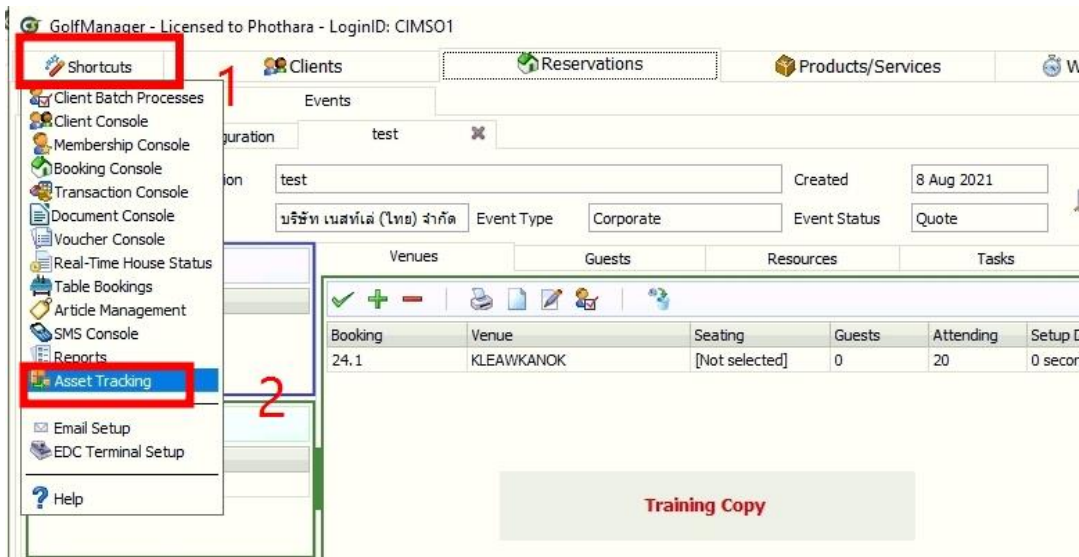 GolfManager - Licensed to Phothara - LoginID: CIMSO1
Shortcuts Clients Reservations Products/Services W
1
Client Batch Processes
Client Console
Membership Console
Booking Console
Transaction Console
Document Console
Voucher Console
Real-Time House Status
Table Bookings
Article Management
SMS Console
Reports
Asset Tracking
2
Email Setup
EDC Terminal Setup
Help
Events
guration test
ion test Created 8 Aug 2021
บริษัท เนสท์เล่ (ไทย) จำกัด Event Type Corporate Event Status Quote
Venues Guests Resources Tasks
Booking Venue Seating Guests Attending Setup D
24.1 KLEAWKANOK [Not selected] 0 20 0 secon
Training Copy